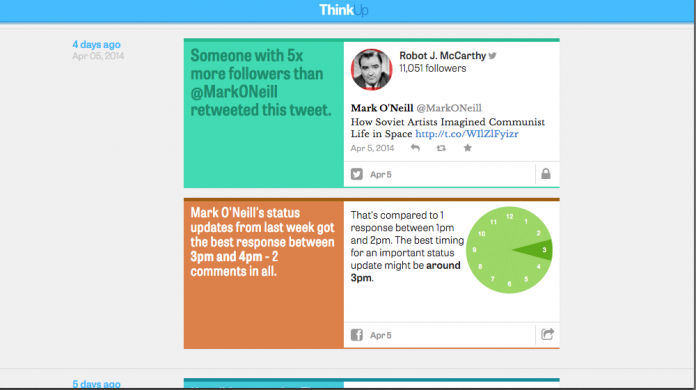 ThinkUp
4 days ago
Apr 05, 2014
Someone with 5x
more followers than
@MarkONeill
retweeted this tweet.
Robot J. McCarthy
11,051 followers
Mark O'Neill @MarkONeill
How Soviet Artists Imagined Communist
Life in Space http://t.co/WIlZlFyizr
Apr 5, 2014
Apr 5
Mark O'Neill's status
updates from last week got
the best response between
3pm and 4pm - 2
comments in all.
That's compared to 1
response between 1pm
and 2pm. The best timing
for an important status
update might be around
3pm.
12
1
2
3
4
5
6
7
8
9
10
11
Apr 5
5 days ago